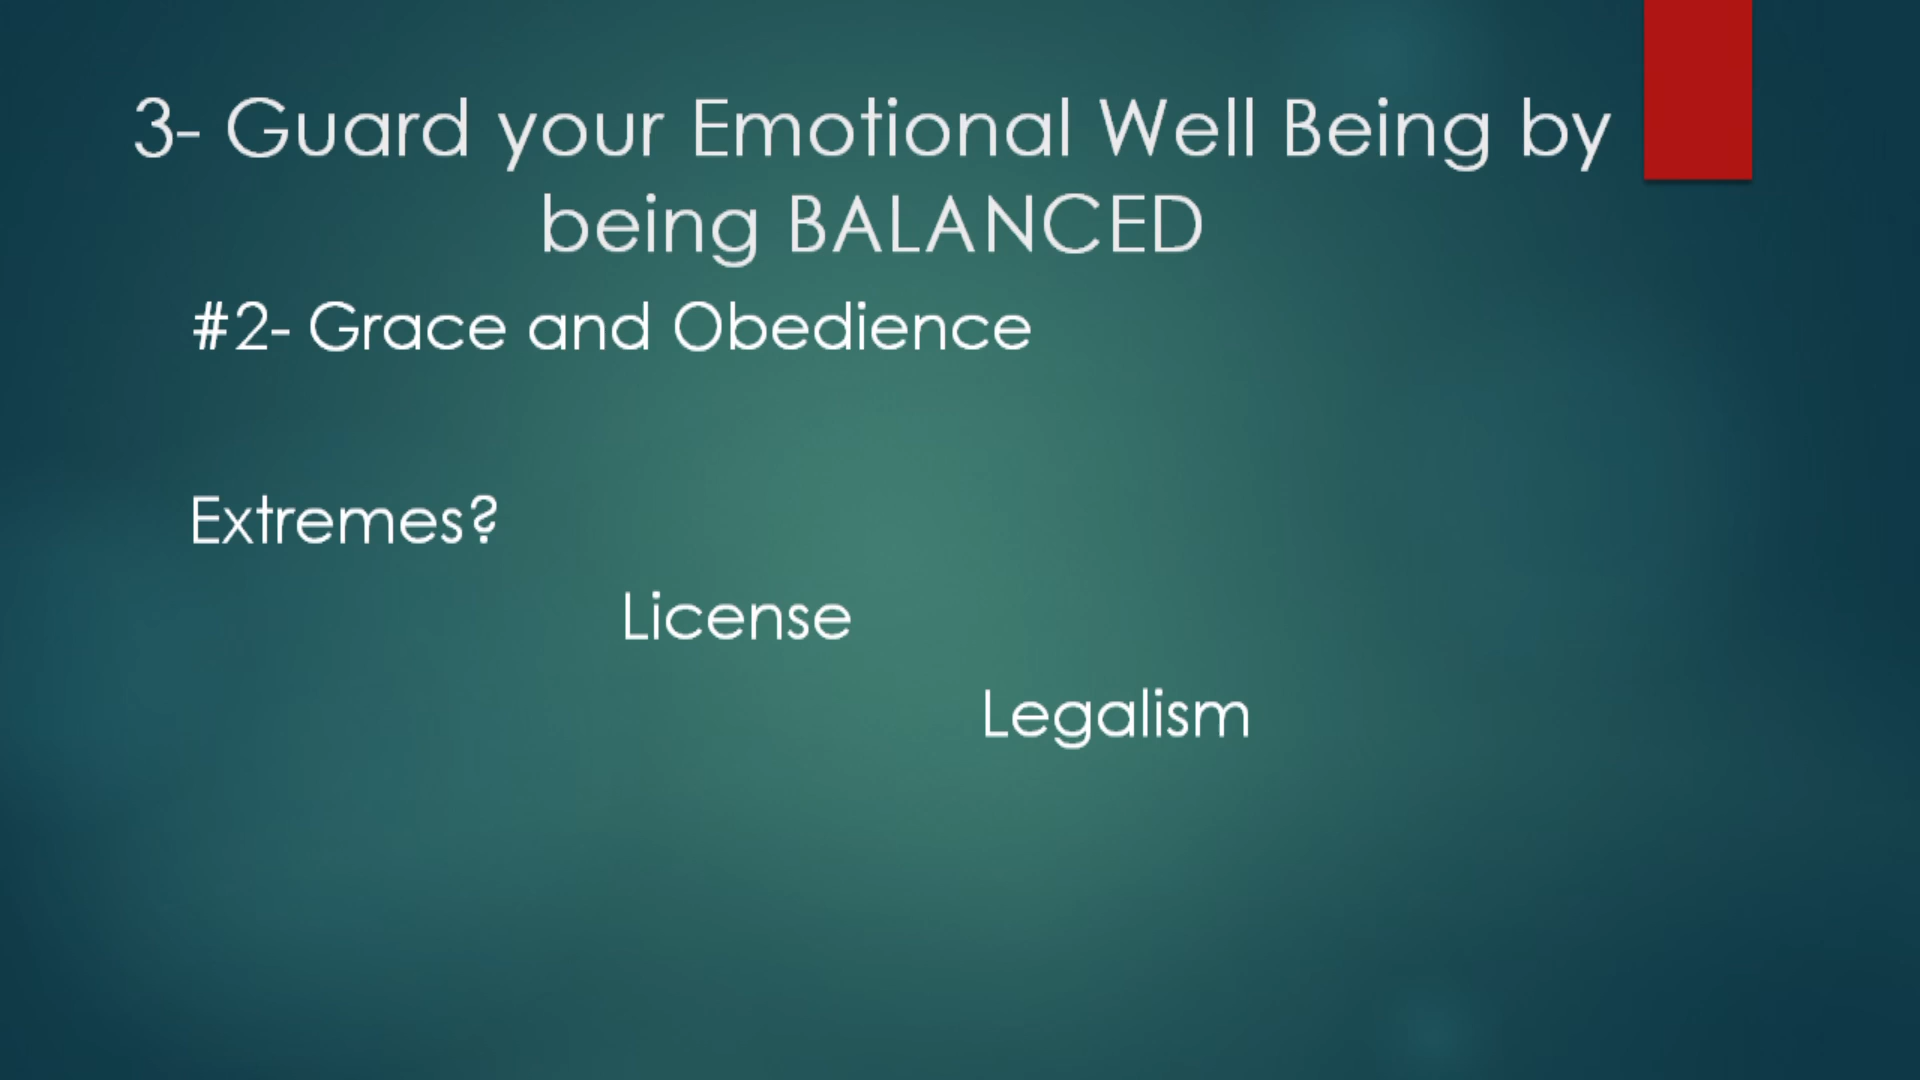 3- Guard your Emotional Well Being by
being BALANCED
#2- Grace and Obedience
Extremes?
License
Legalism